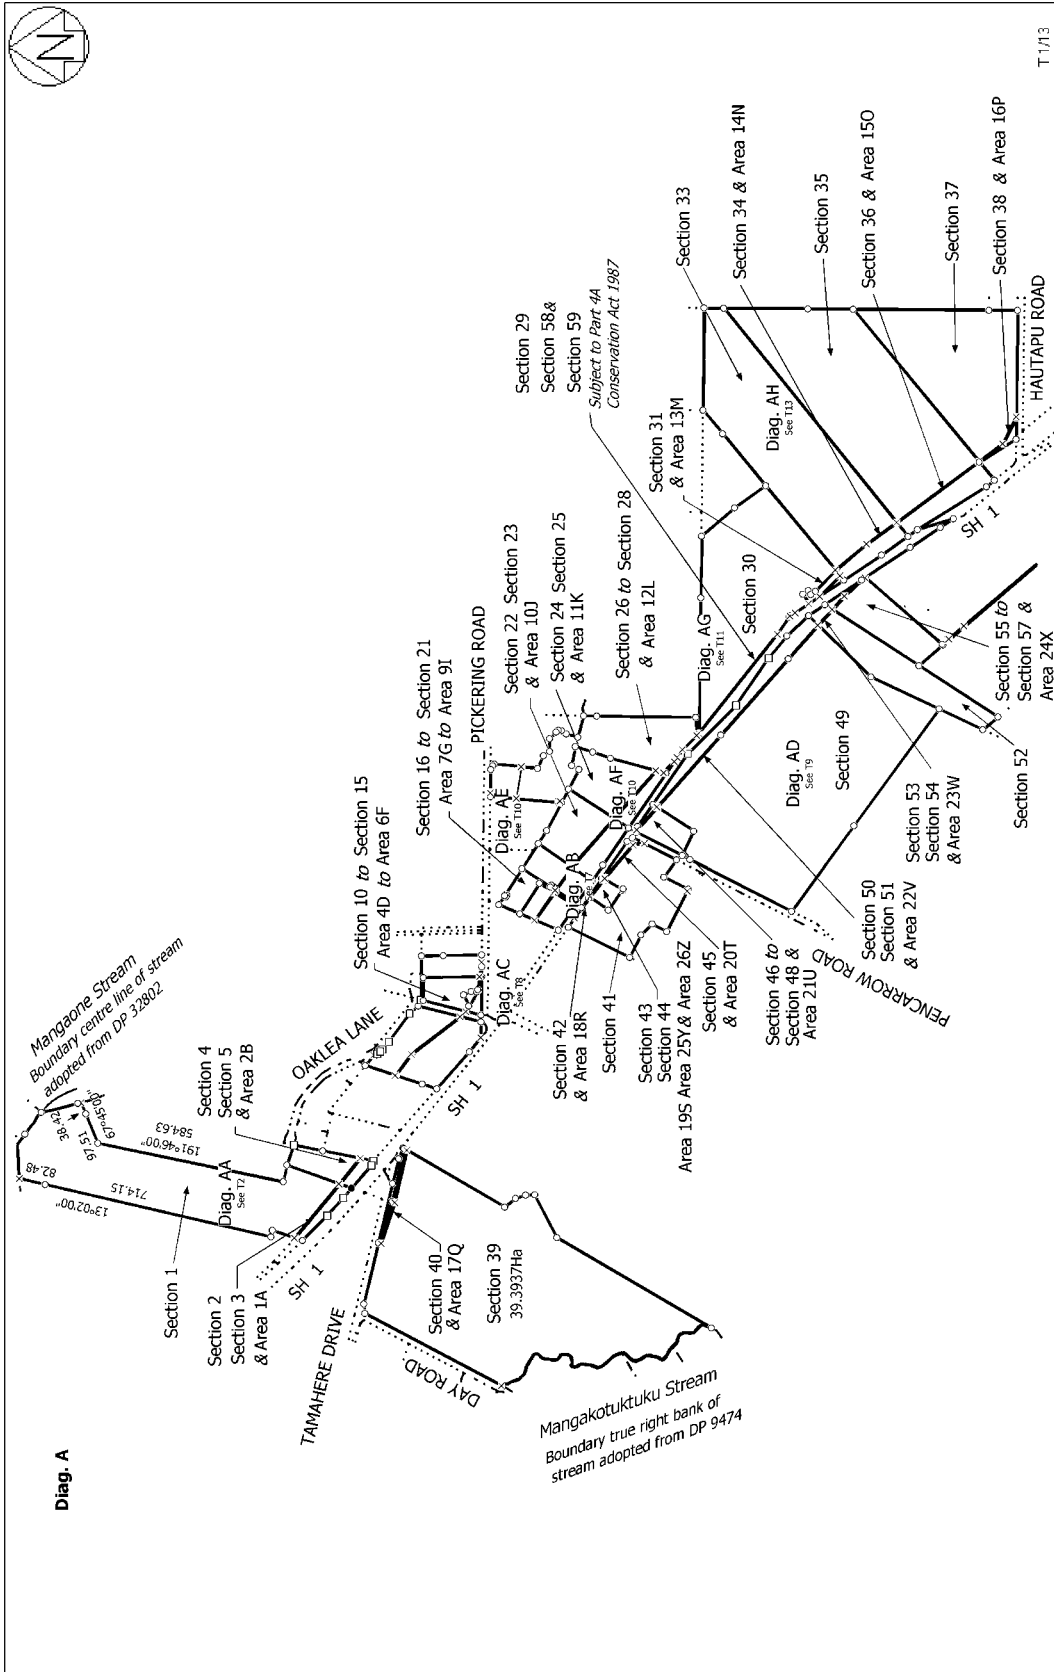 Diag. A
N
Mangaone Stream
Boundary centre line of stream
adopted from DP 32802
82.48
38.42
97.51
67°45'00"
191°46'00"
584.63
714.15
13°02'00"
Section 1
Diag. AA
See T2
Section 2
Section 3
& Area 1A
Section 4
Section 5
& Area 2B
SH 1
OAKLEA LANE
TAMAHERE DRIVE
DAY ROAD
Section 40
& Area 17Q
Section 39
39.3937Ha
Mangakotuktuku Stream
Boundary true right bank of
stream adopted from DP 9474
Section 10 to Section 15
Area 4D to Area 6F
Diag. AC
See T8
SH 1
PICKERING ROAD
Section 16 to Section 21
Area 7G to Area 9I
Section 22 Section 23
& Area 10J
Section 24 Section 25
& Area 11K
Section 26 to Section 28
& Area 12L
Diag. AE
See T10
Diag. AB
See T7
Diag. AF
See T10
Section 42
& Area 18R
Section 41
Section 43
Section 44
Area 19S Area 25Y & Area 26Z
Section 45
& Area 20T
Section 46 to
Section 48 &
Area 21U
PENCARROW ROAD
Section 50
Section 51
& Area 22V
Diag. AD
See T9
Section 49
Section 53
Section 54
& Area 23W
Section 52
Section 55 to
Section 57 &
Area 24X
Section 29
Section 58&
Section 59
Subject to Part 4A
Conservation Act 1987
Diag. AG
See T11
Section 30
Section 31
& Area 13M
Section 33
Diag. AH
See T13
Section 34 & Area 14N
Section 35
Section 36 & Area 15O
Section 37
Section 38 & Area 16P
SH 1
HAUTAPU ROAD
T 1/13